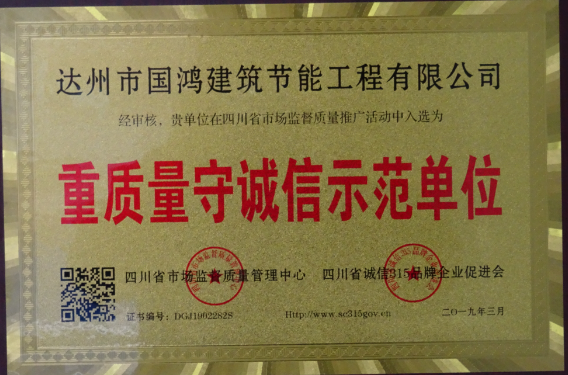 达州市国鸿建筑节能工程有限公司
经审核，贵单位在四川省市场监督质量推广活动中入选为
重质量守诚信示范单位
四川省市场监督质量管理中心 四川省诚信315品牌企业促进会
证书编号：DGJ1902282S Http://www.sc315gov.cn 二〇一九年三月